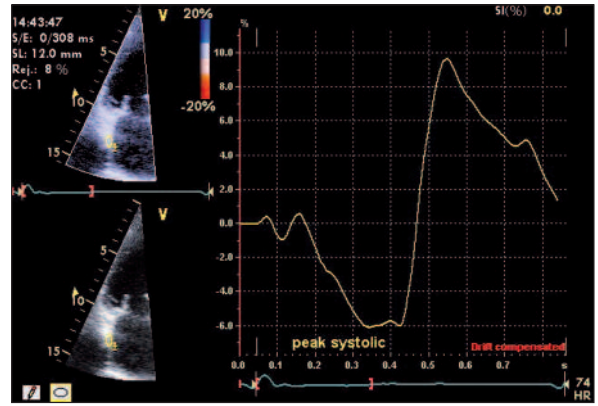 14:43:47
S/E: 0/308 ms
SL: 12.0 mm
Rej.: 8 %
CC: 1
V
20%
-20%
5
10
15
V
5
10
15
SI(%) 0.0
%
10.0
8.0
6.0
4.0
2.0
0.0
-2.0
-4.0
-6.0
peak systolic
Drift compensated
0.0 0.1 0.2 0.3 0.4 0.5 0.6 0.7 s
74
HR